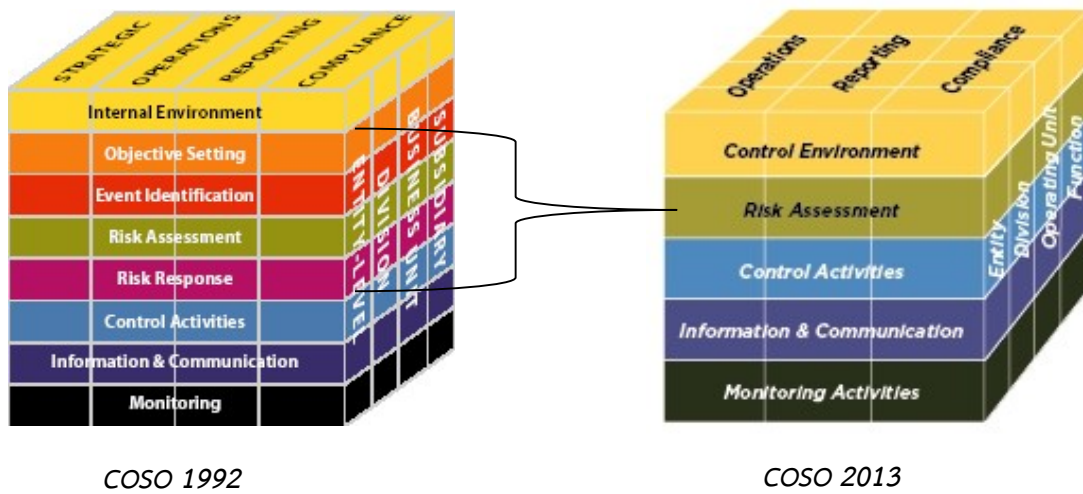 STRATEGIC
OPERATIONS
REPORTING
COMPLIANCE
Internal Environment
Objective Setting
Event Identification
Risk Assessment
Risk Response
Control Activities
Information & Communication
Monitoring
ENTITY-LEVEL
DIVISION
BUSINESS UNIT
SUBSIDIARY
COSO 1992
Operations
Reporting
Compliance
Control Environment
Risk Assessment
Control Activities
Information & Communication
Monitoring Activities
Entity
Division
Operating Unit
Function
COSO 2013